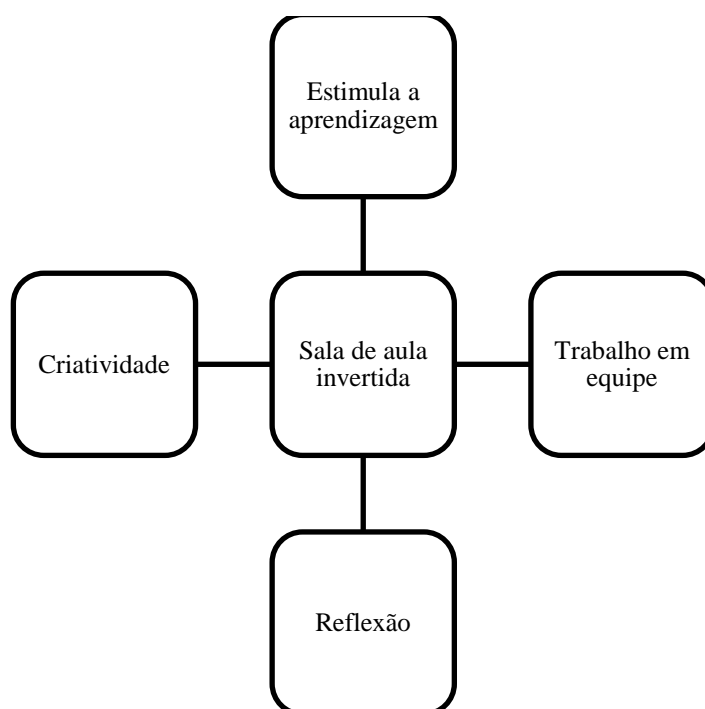 Estimula a
aprendizagem
Criatividade
Sala de aula
invertida
Trabalho em
equipe
Reflexão